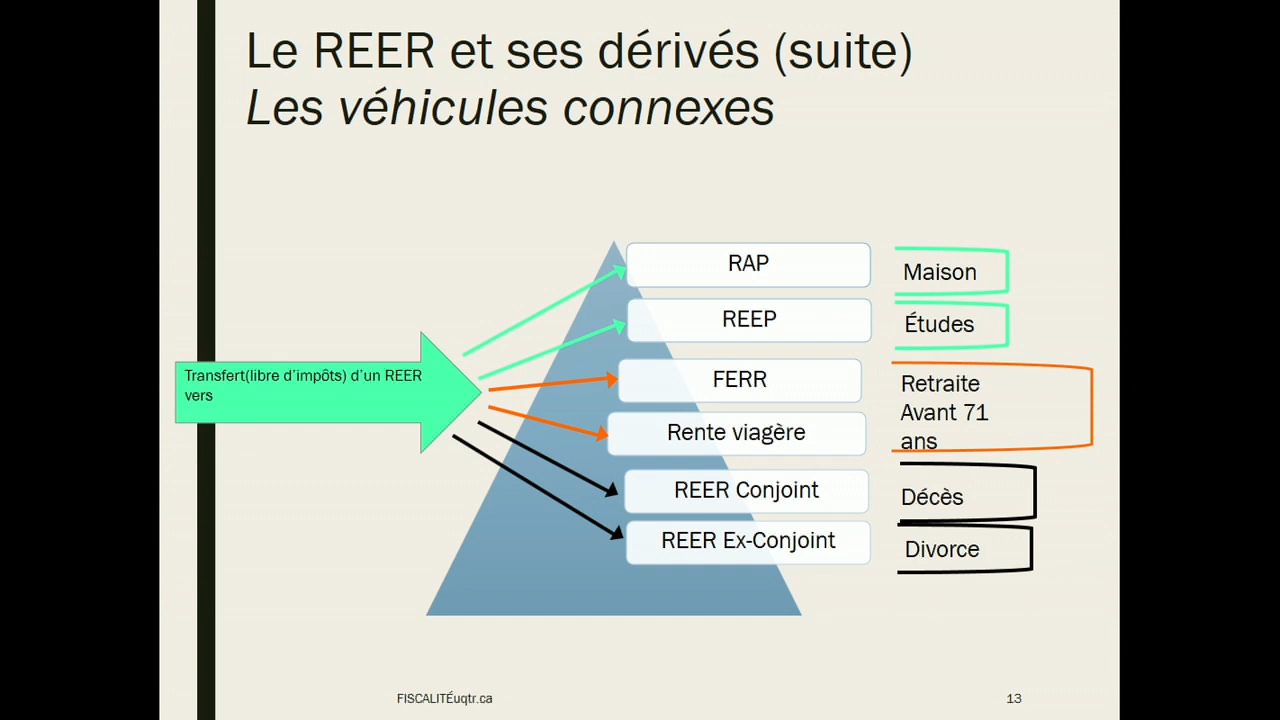 Le REER et ses dérivés (suite)
Les véhicules connexes
Transfert(libre d'impôts) d'un REER
vers
RAP
Maison
REEP
Études
FERR
Rente viagère
Retraite
Avant 71
ans
REER Conjoint
Décès
REER Ex-Conjoint
Divorce
FISCALITÉuqtr.ca
13